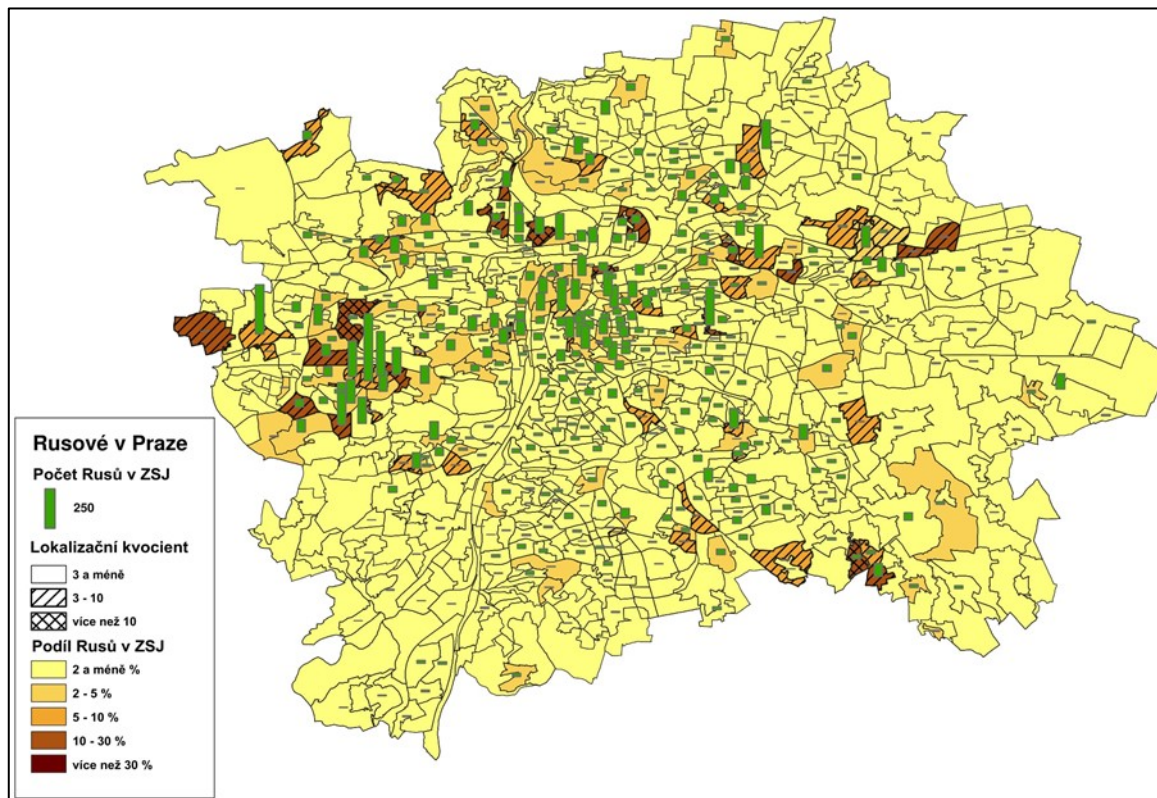 Rusové v Praze
Počet Rusů v ZSJ
250
Lokalizační kvocient
3 a méně
3 - 10
více než 10
Podíl Rusů v ZSJ
2 a méně %
2 - 5 %
5 - 10 %
10 - 30 %
více než 30 %